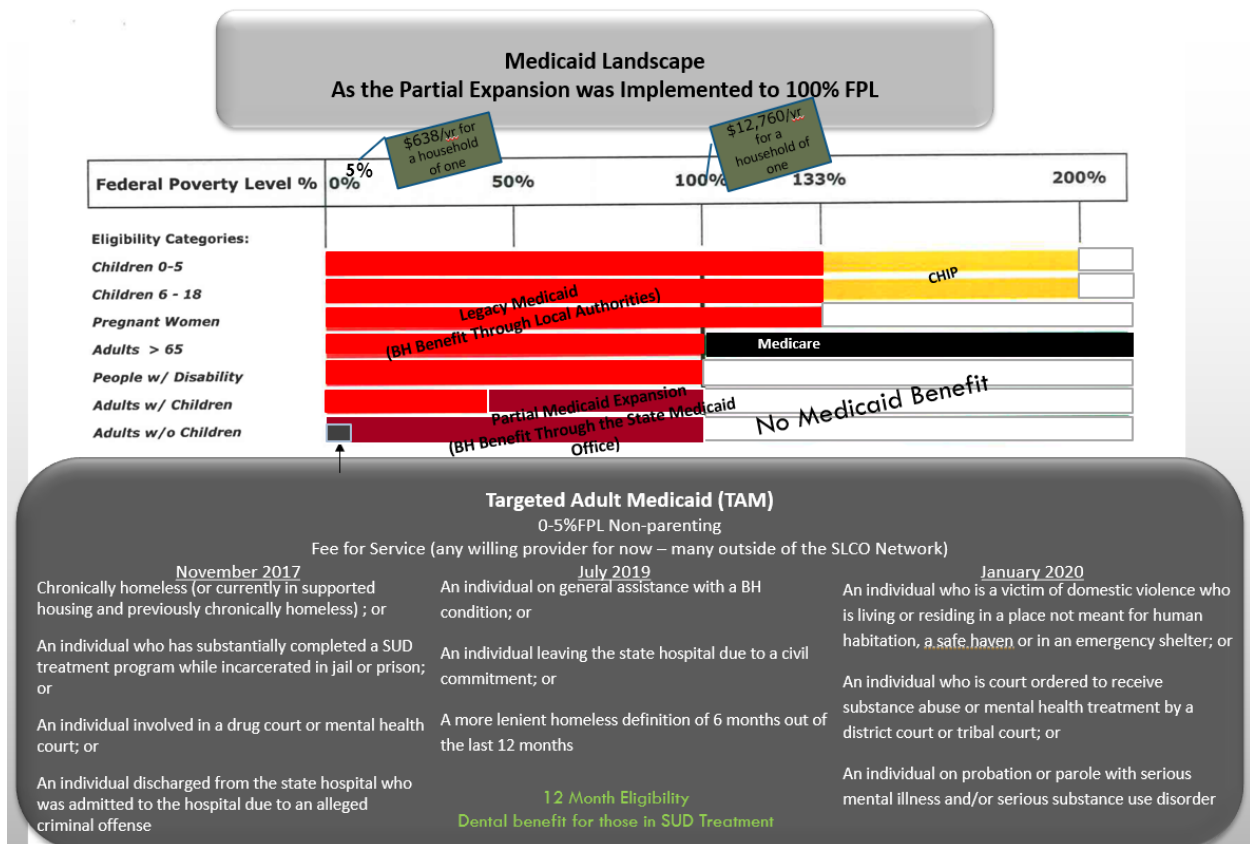 Medicaid Landscape
As the Partial Expansion was Implemented to 100% FPL
$638/yr for
a household
of one
$12,760/yr
for a
household of
one
Federal Poverty Level %
0%
5%
50%
100%
133%
200%
Eligibility Categories:
Children 0-5
Children 6 - 18
Pregnant Women
Adults > 65
People w/ Disability
Adults w/ Children
Adults w/o Children
CHIP
Legacy Medicaid
(BH Benefit Through Local Authorities)
Medicare
Partial Medicaid Expansion
(BH Benefit Through the State Medicaid
Office)
No Medicaid Benefit
Targeted Adult Medicaid (TAM)
0-5%FPL Non-parenting
Fee for Service (any willing provider for now – many outside of the SLCO Network)
November 2017
Chronically homeless (or currently in supported
housing and previously chronically homeless) ; or
An individual who has substantially completed a SUD
treatment program while incarcerated in jail or prison;
or
An individual involved in a drug court or mental health
court; or
An individual discharged from the state hospital who
was admitted to the hospital due to an alleged
criminal offense
July 2019
An individual on general assistance with a BH
condition; or
An individual leaving the state hospital due to a civil
commitment; or
A more lenient homeless definition of 6 months out of
the last 12 months
12 Month Eligibility
Dental benefit for those in SUD Treatment
January 2020
An individual who is a victim of domestic violence who
is living or residing in a place not meant for human
habitation, a safe haven or in an emergency shelter; or
An individual who is court ordered to receive
substance abuse or mental health treatment by a
district court or tribal court; or
An individual on probation or parole with serious
mental illness and/or serious substance use disorder